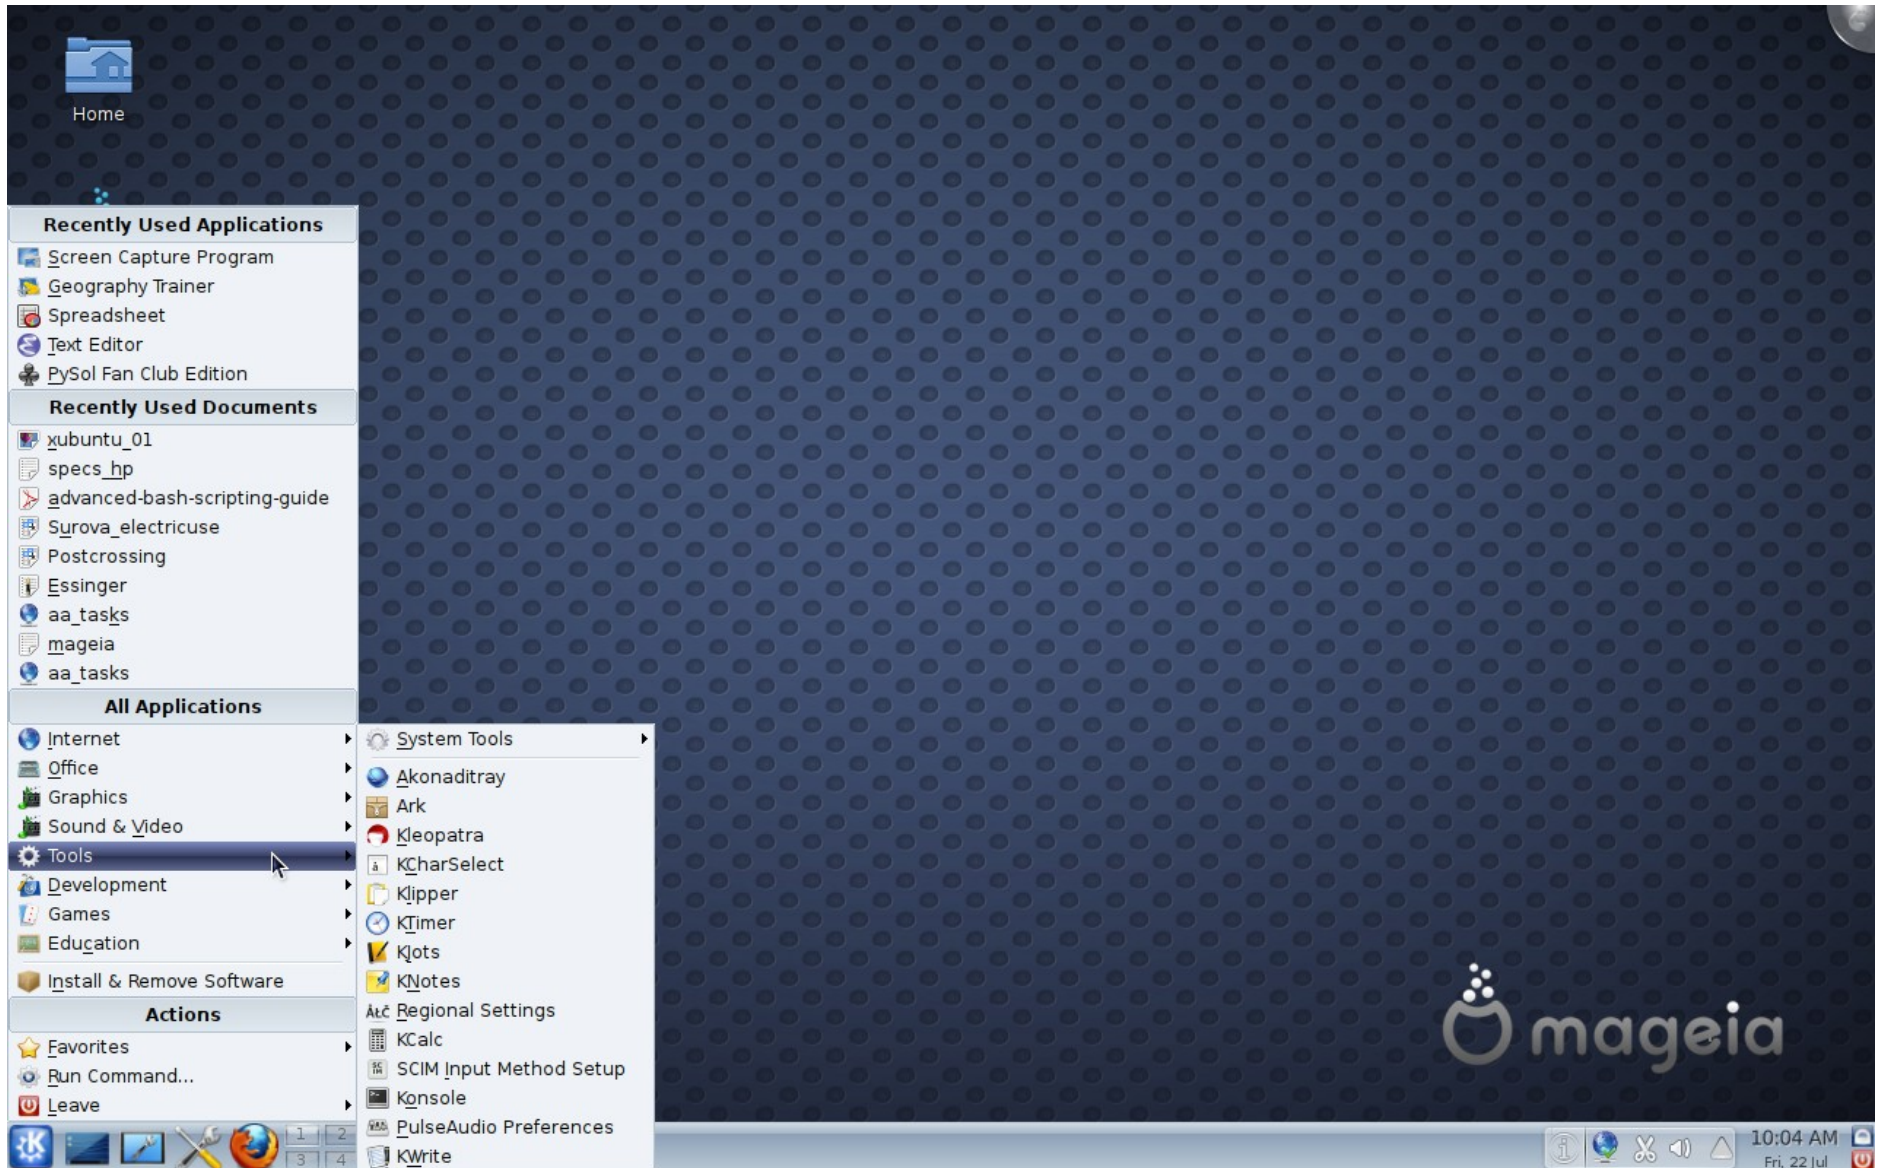 Home
Recently Used Applications
Screen Capture Program
Geography Trainer
Spreadsheet
Text Editor
PySol Fan Club Edition
Recently Used Documents
xubuntu_01
specs_hp
advanced-bash-scripting-guide
Surova_electricuse
Postcrossing
Essinger
aa_tasks
mageia
aa_tasks
All Applications
Internet
Office
Graphics
Sound & Video
Tools
Development
Games
Education
Install & Remove Software
Actions
Favorites
Run Command...
Leave
System Tools
Akonaditray
Ark
Kleopatra
KCharSelect
Klipper
KTimer
KJots
KNotes
Regional Settings
KCalc
SCIM Input Method Setup
Konsole
PulseAudio Preferences
KWrite
mageia
1 2
3 4
10:04 AM
Fri, 22 Jul